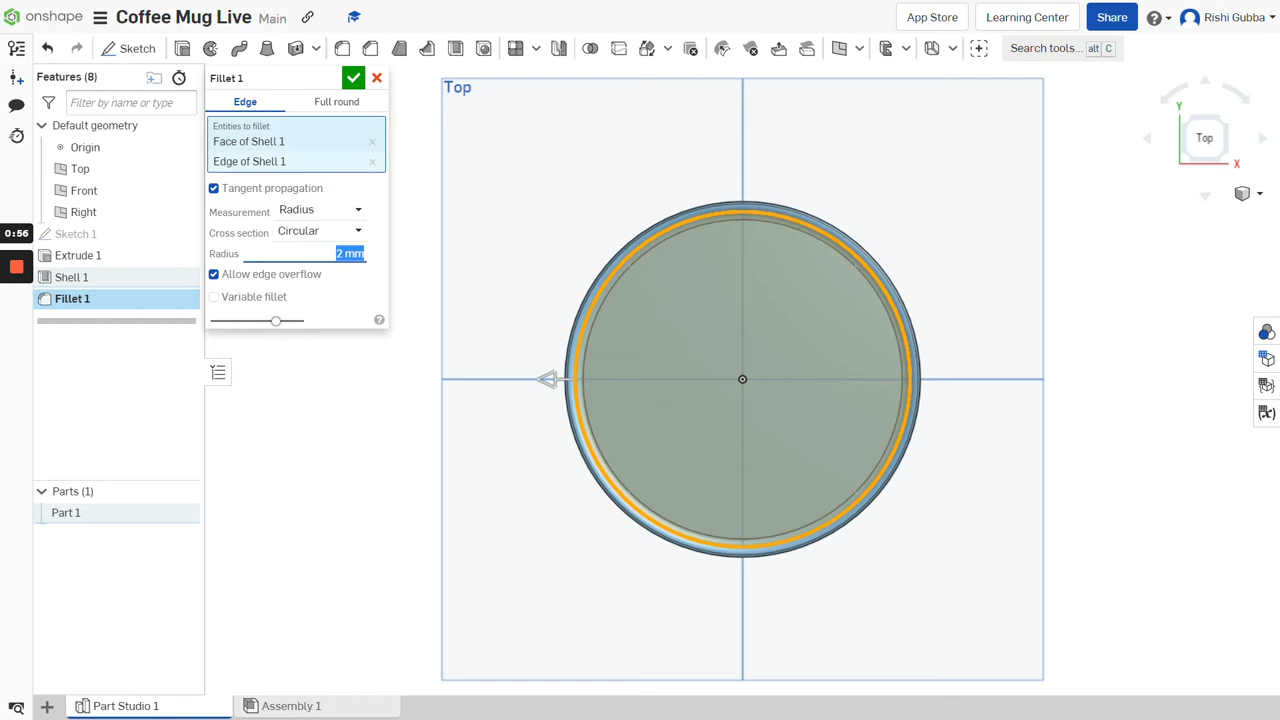 onshape
Coffee Mug Live Main
App Store
Learning Center
Share
Rishi Gubba
Sketch
Search tools... alt C
Features (8)
Filter by name or type
Default geometry
Origin
Top
Front
Right
Sketch 1
Extrude 1
Shell 1
Fillet 1
0:56
Parts (1)
Part 1
Fillet 1
Edge
Full round
Entities to fillet
Face of Shell 1
Edge of Shell 1
Tangent propagation
Measurement Radius
Cross section Circular
Radius 2 mm
Allow edge overflow
Variable fillet
Top
Y
Top
X
Part Studio 1
Assembly 1